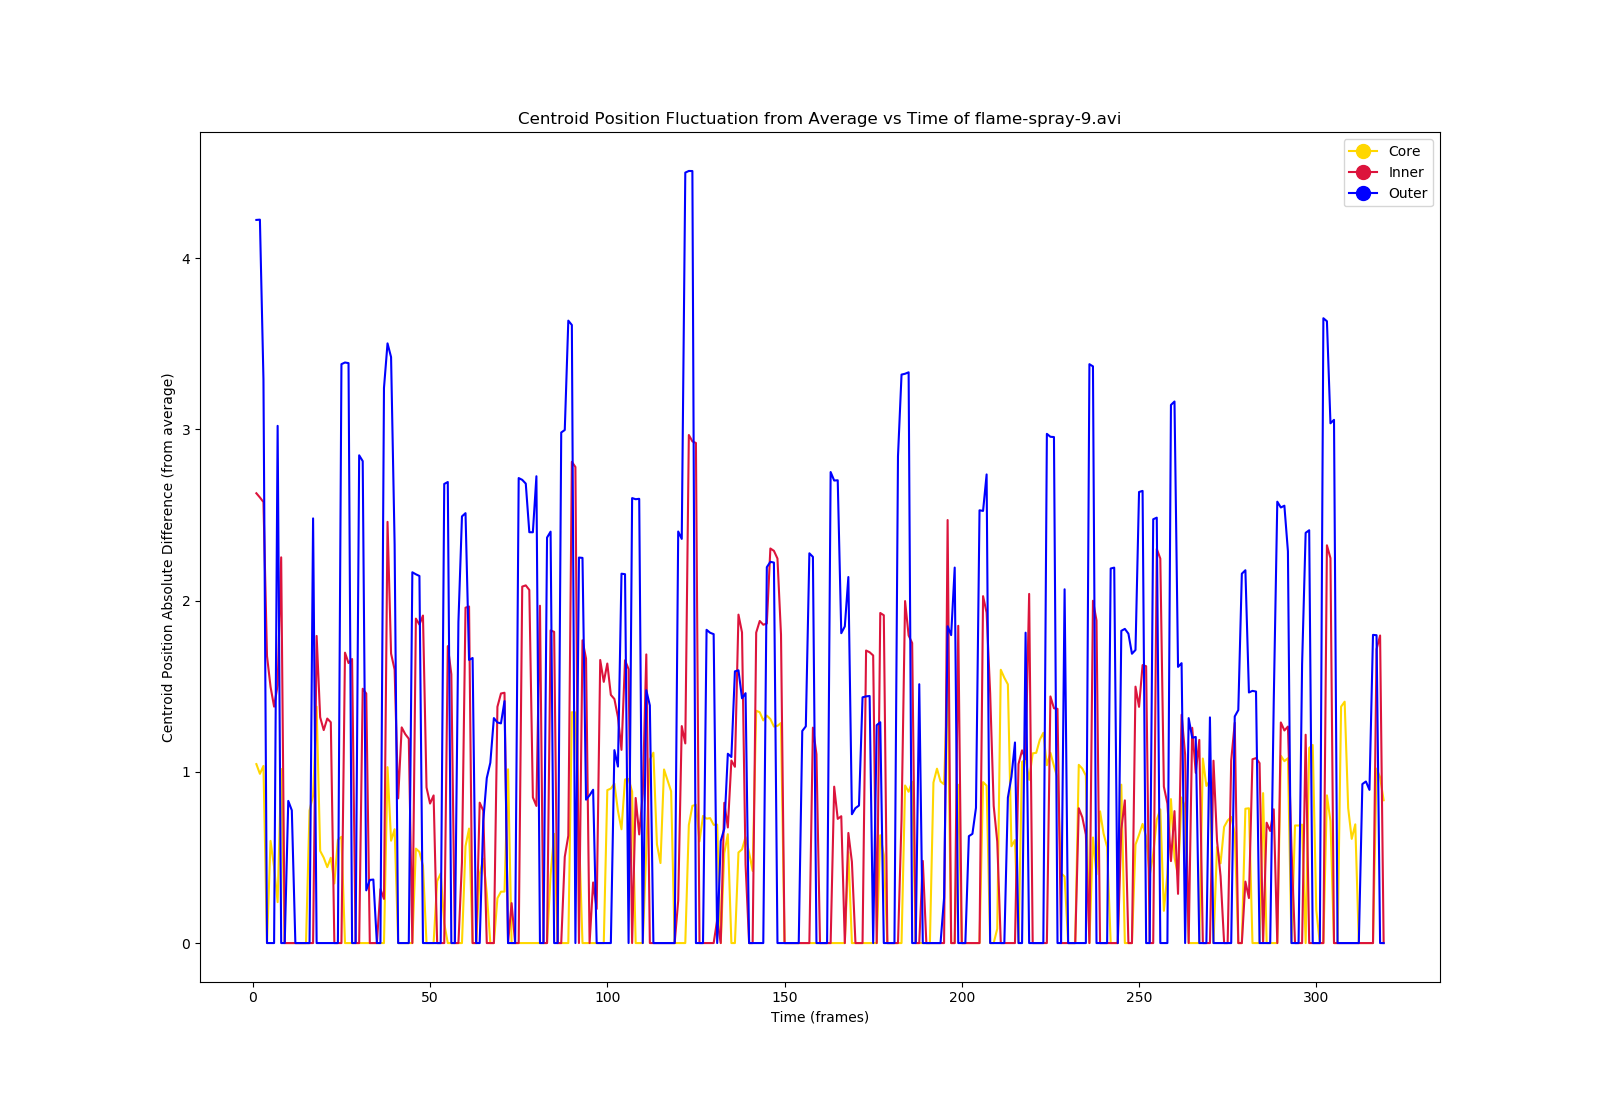 Centroid Position Fluctuation from Average vs Time of flame-spray-9.avi
Core
Inner
Outer
Centroid Position Absolute Difference (from average)
4
3
2
1
0
0 50 100 150 200 250 300
Time (frames)